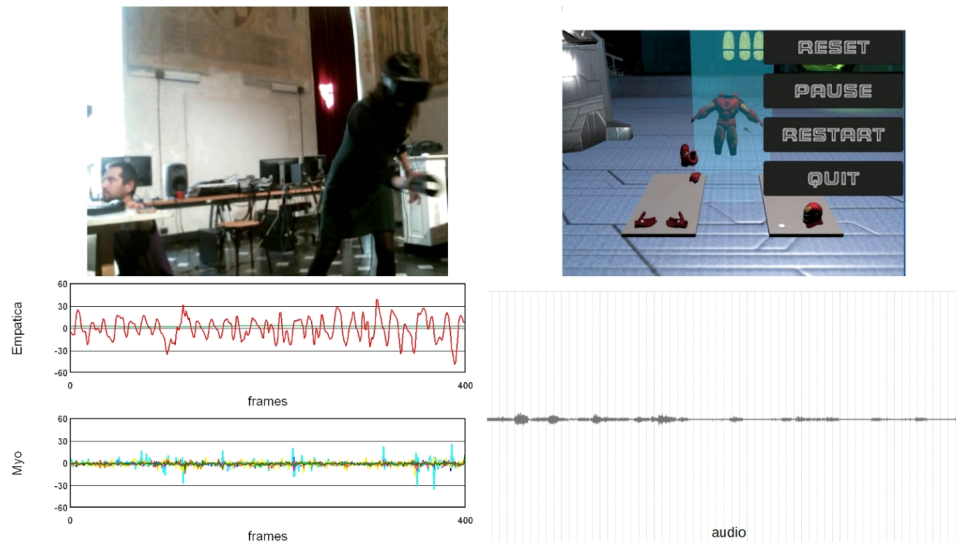 RESET
PAUSE
RESTART
QUIT
Empatica
60
30
0
-30
-60
0
400
frames
Myo
60
30
0
-30
-60
0
400
frames
audio